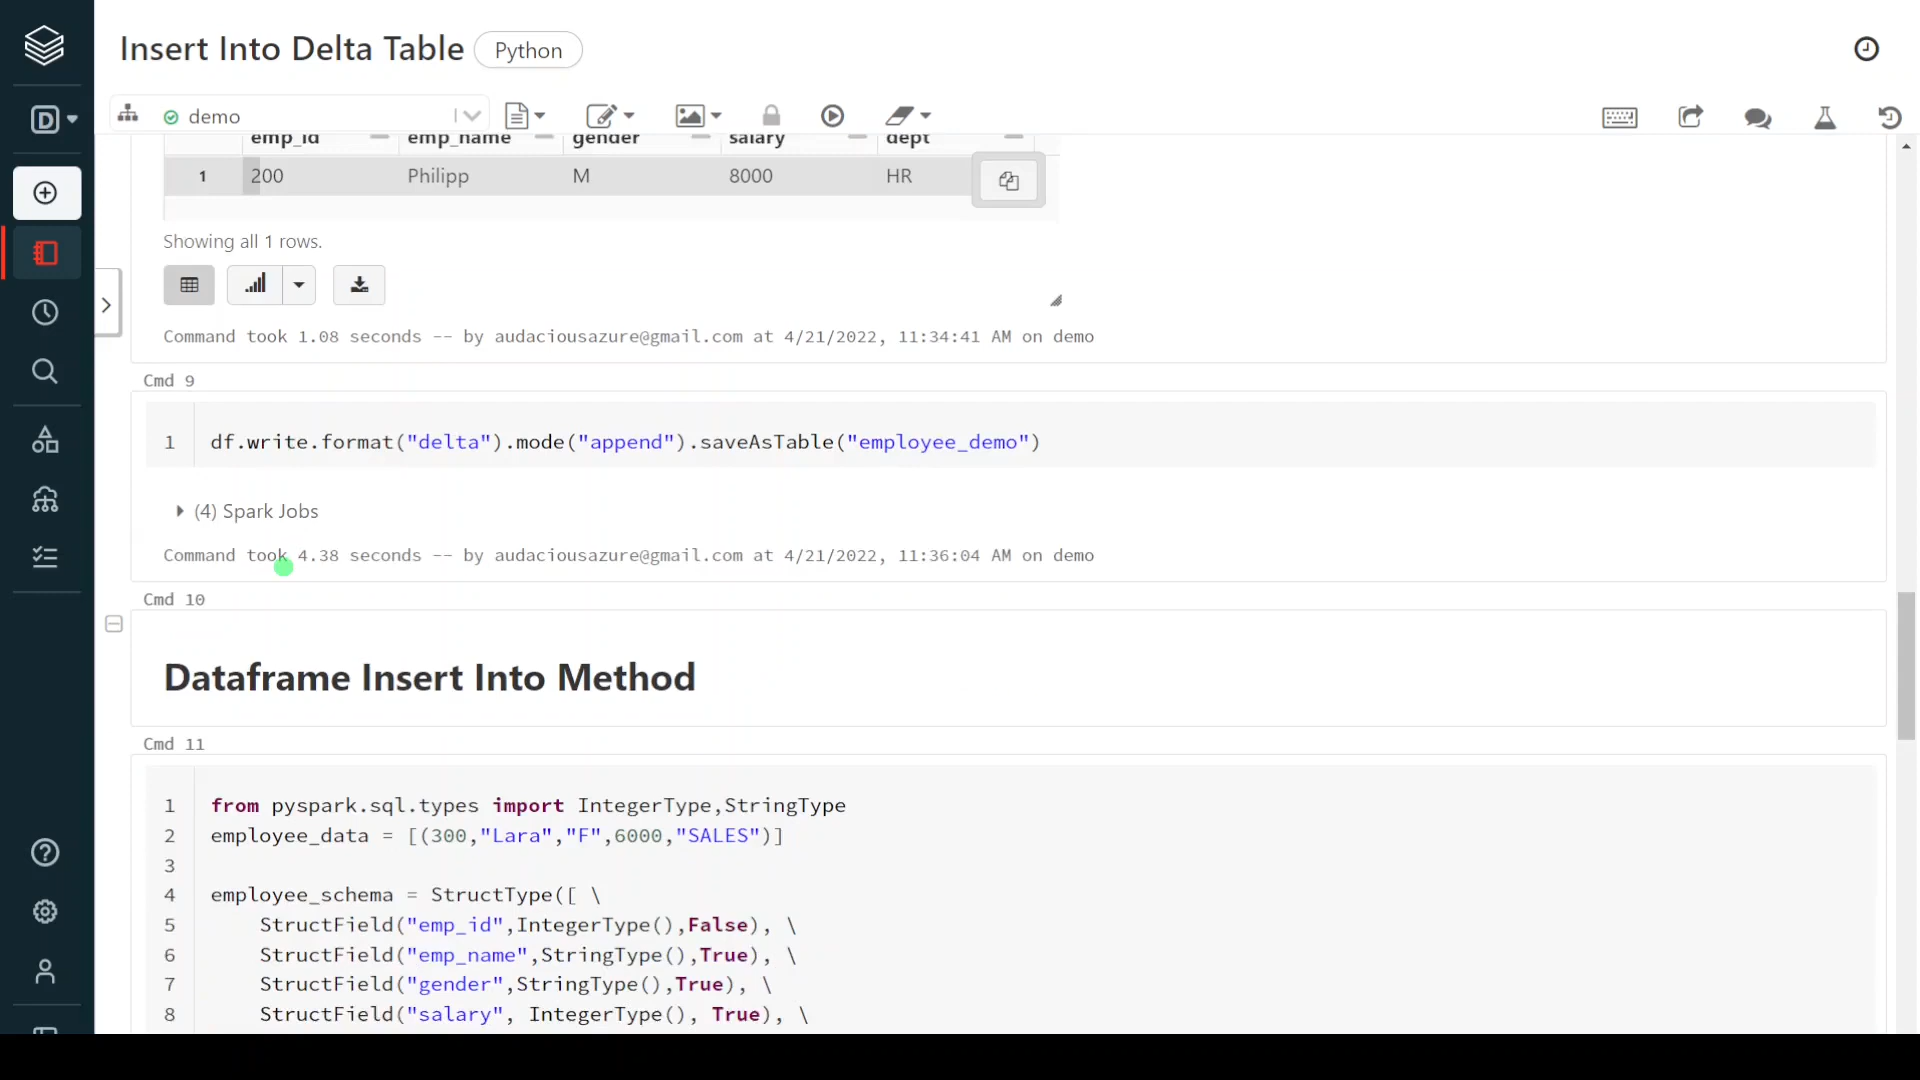 Insert Into Delta Table Python
demo
emp_id emp_name gender salary dept
1 200 Philipp M 8000 HR
Showing all 1 rows.
Command took 1.08 seconds -- by audaciousazure@gmail.com at 4/21/2022, 11:34:41 AM on demo
Cmd 9
1 df.write.format("delta").mode("append").saveAsTable("employee_demo")
(4) Spark Jobs
Command took 4.38 seconds -- by audaciousazure@gmail.com at 4/21/2022, 11:36:04 AM on demo
Cmd 10
Dataframe Insert Into Method
Cmd 11
1 from pyspark.sql.types import IntegerType,StringType
2 employee_data = [(300,"Lara","F",6000,"SALES")]
3
4 employee_schema = StructType([ \
5 StructField("emp_id",IntegerType(),False), \
6 StructField("emp_name",StringType(),True), \
7 StructField("gender",StringType(),True), \
8 StructField("salary", IntegerType(), True), \